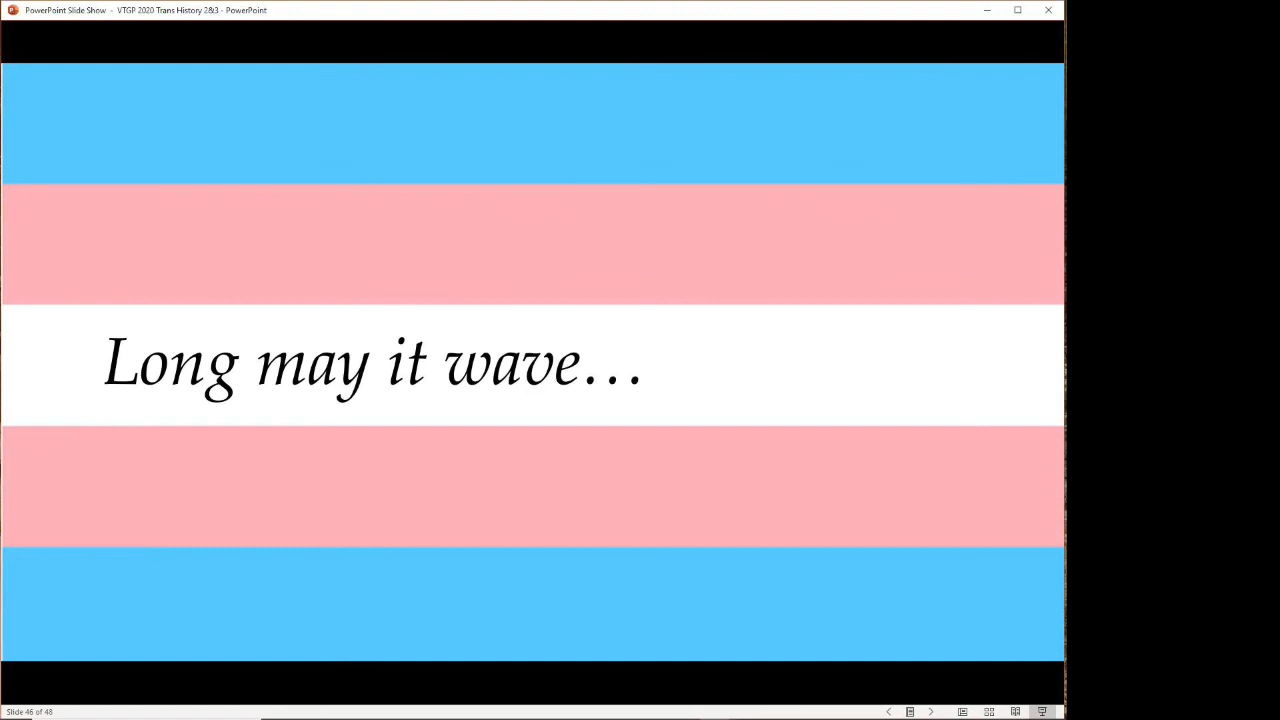 PowerPoint Slide Show - VTGP 2020 Trans History 2&3 - PowerPoint
Long may it wave…
Slide 46 of 48